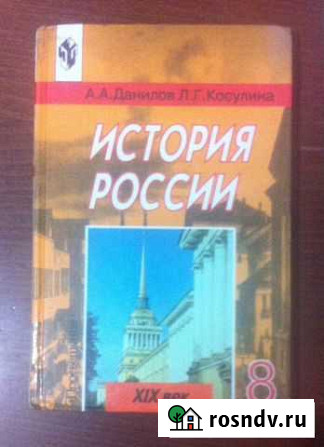 А.А.Данилов Л.Г.Косулина
ИСТОРИЯ
РОССИИ
XIX век
8
rosndv.ru